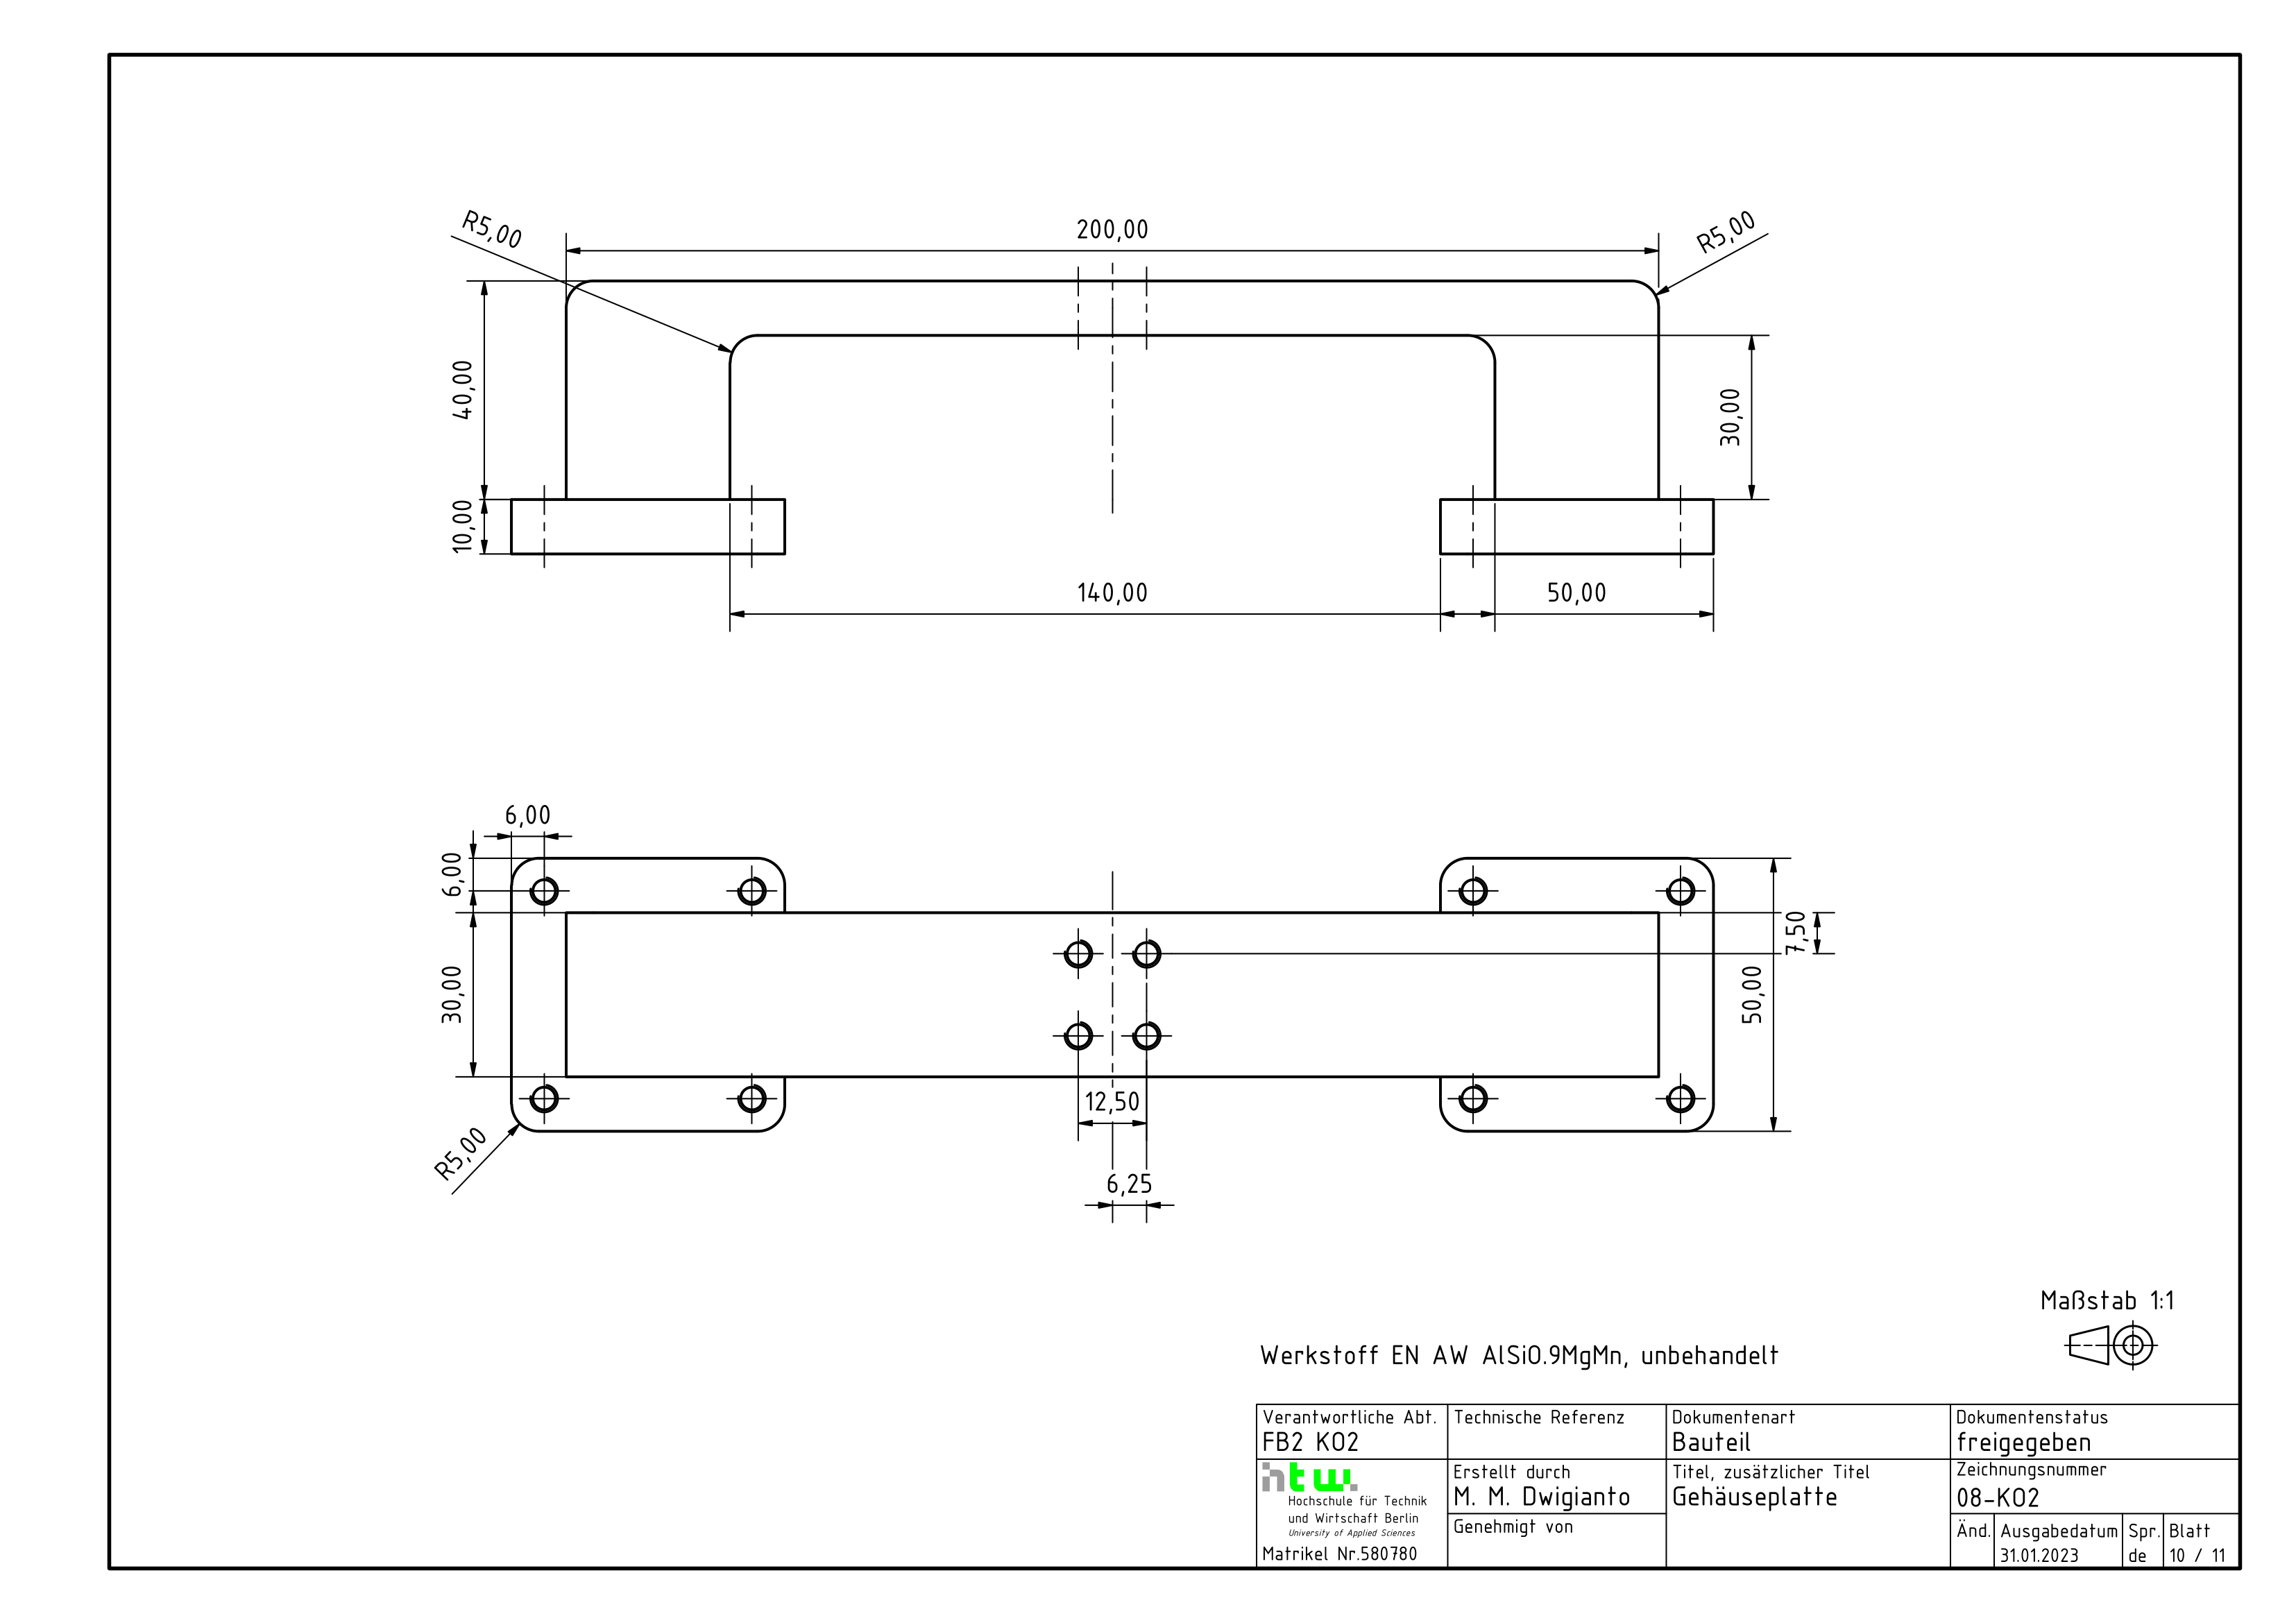 R5,00
200,00
R5,00
40,00
30,00
10,00
140,00
50,00
6,00
6,00
7,50
30,00
50,00
12,50
R5,00
6,25
Maßstab 1:1
Werkstoff EN AW AlSi0.9MgMn, unbehandelt
Verantwortliche Abt.
FB2 KO2
Technische Referenz
Dokumentenart
Bauteil
Dokumentenstatus
freigegeben
htw.
Hochschule für Technik
und Wirtschaft Berlin
University of Applied Sciences
Matrikel Nr.580780
Erstellt durch
M. M. Dwigianto
Genehmigt von
Titel, zusätzlicher Titel
Gehäuseplatte
Zeichnungsnummer
08-KO2
Änd.
Ausgabedatum
31.01.2023
Spr.
de
Blatt
10 / 11